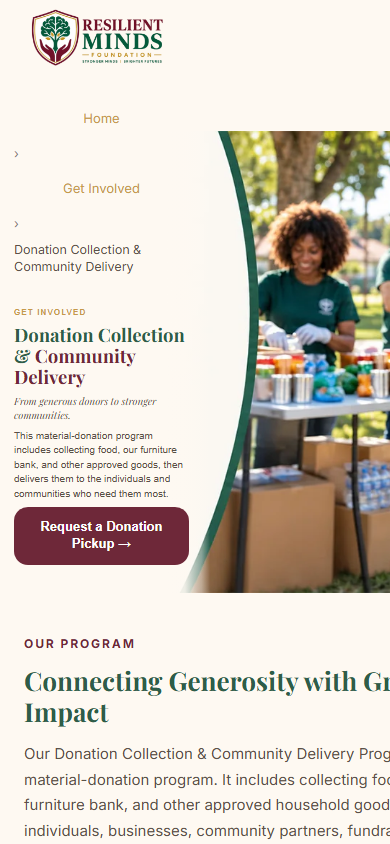 RESILIENT
MINDS
FOUNDATION
STRONGER MINDS | BRIGHTER FUTURES
Home
›
Get Involved
›
Donation Collection &
Community Delivery
GET INVOLVED
Donation Collection
& Community
Delivery
From generous donors to stronger
communities.
This material-donation program
includes collecting food, our furniture
bank, and other approved goods, then
delivers them to the individuals and
communities who need them most.
Request a Donation
Pickup →
OUR PROGRAM
Connecting Generosity with Gr
Impact
Our Donation Collection & Community Delivery Prog
material-donation program. It includes collecting foo
furniture bank, and other approved household good
individuals, businesses, community partners, fundra